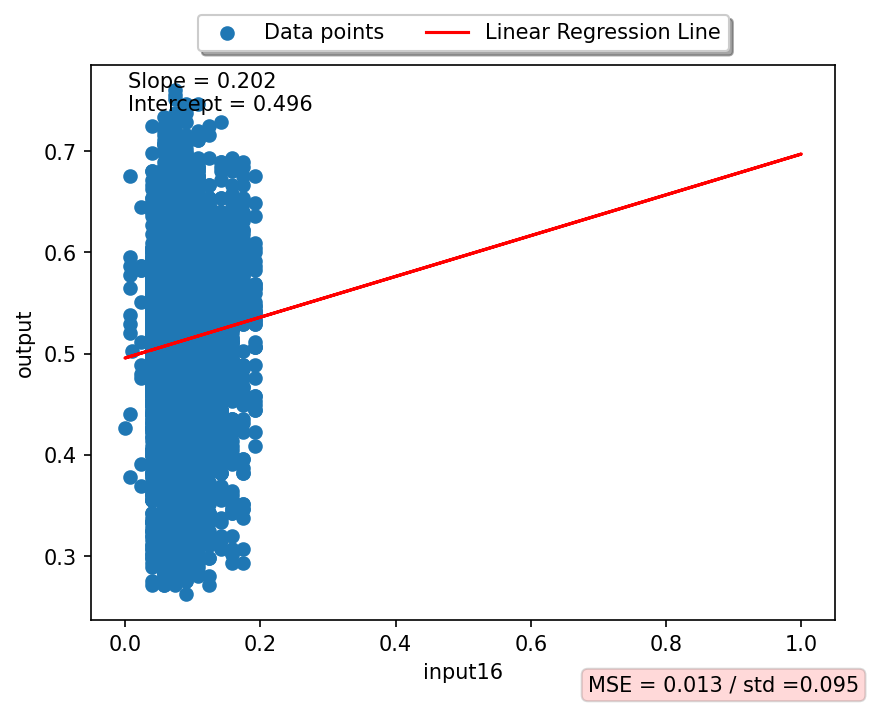 Data points
Linear Regression Line
Slope = 0.202
Intercept = 0.496
0.7
0.6
0.5
0.4
0.3
output
0.0 0.2 0.4 0.6 0.8 1.0
input16
MSE = 0.013 / std =0.095